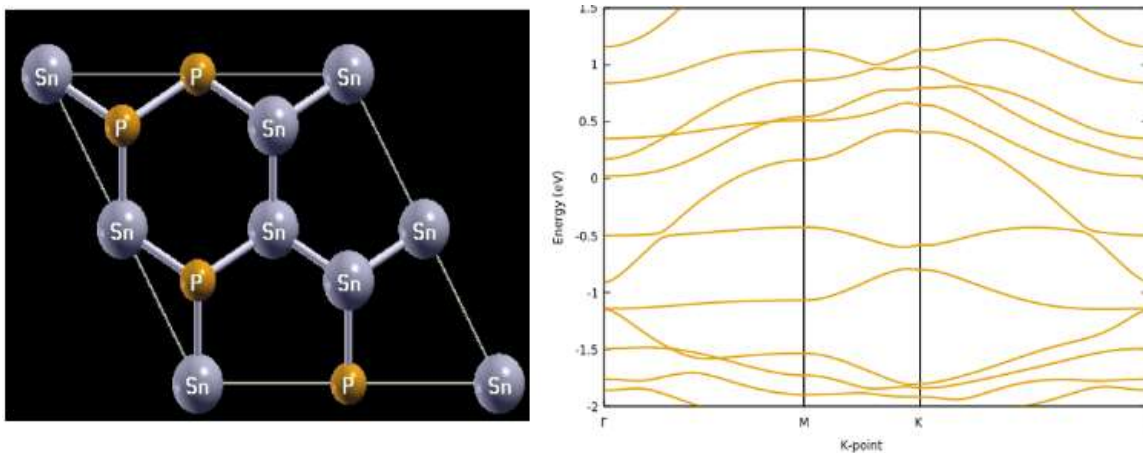 Sn P Sn
P Sn
Sn Sn Sn
P Sn
Sn P Sn
Energy (eV)
1.5
1
0.5
0
-0.5
-1
-1.5
-2
Γ M K
K-point